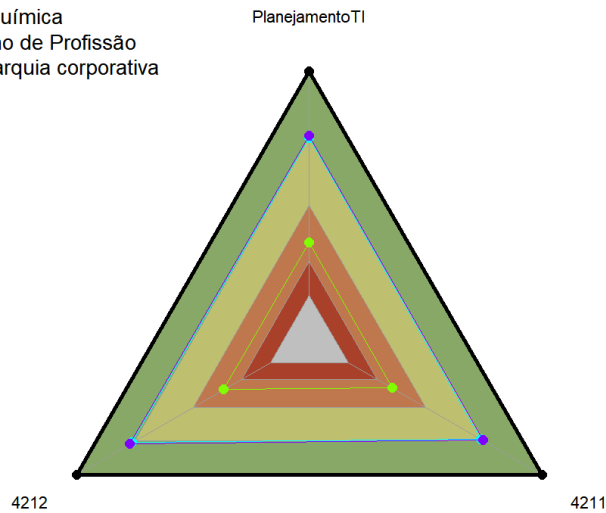 uímica
PlanejamentoTI
o de Profissão
arquia corporativa
4212
4211